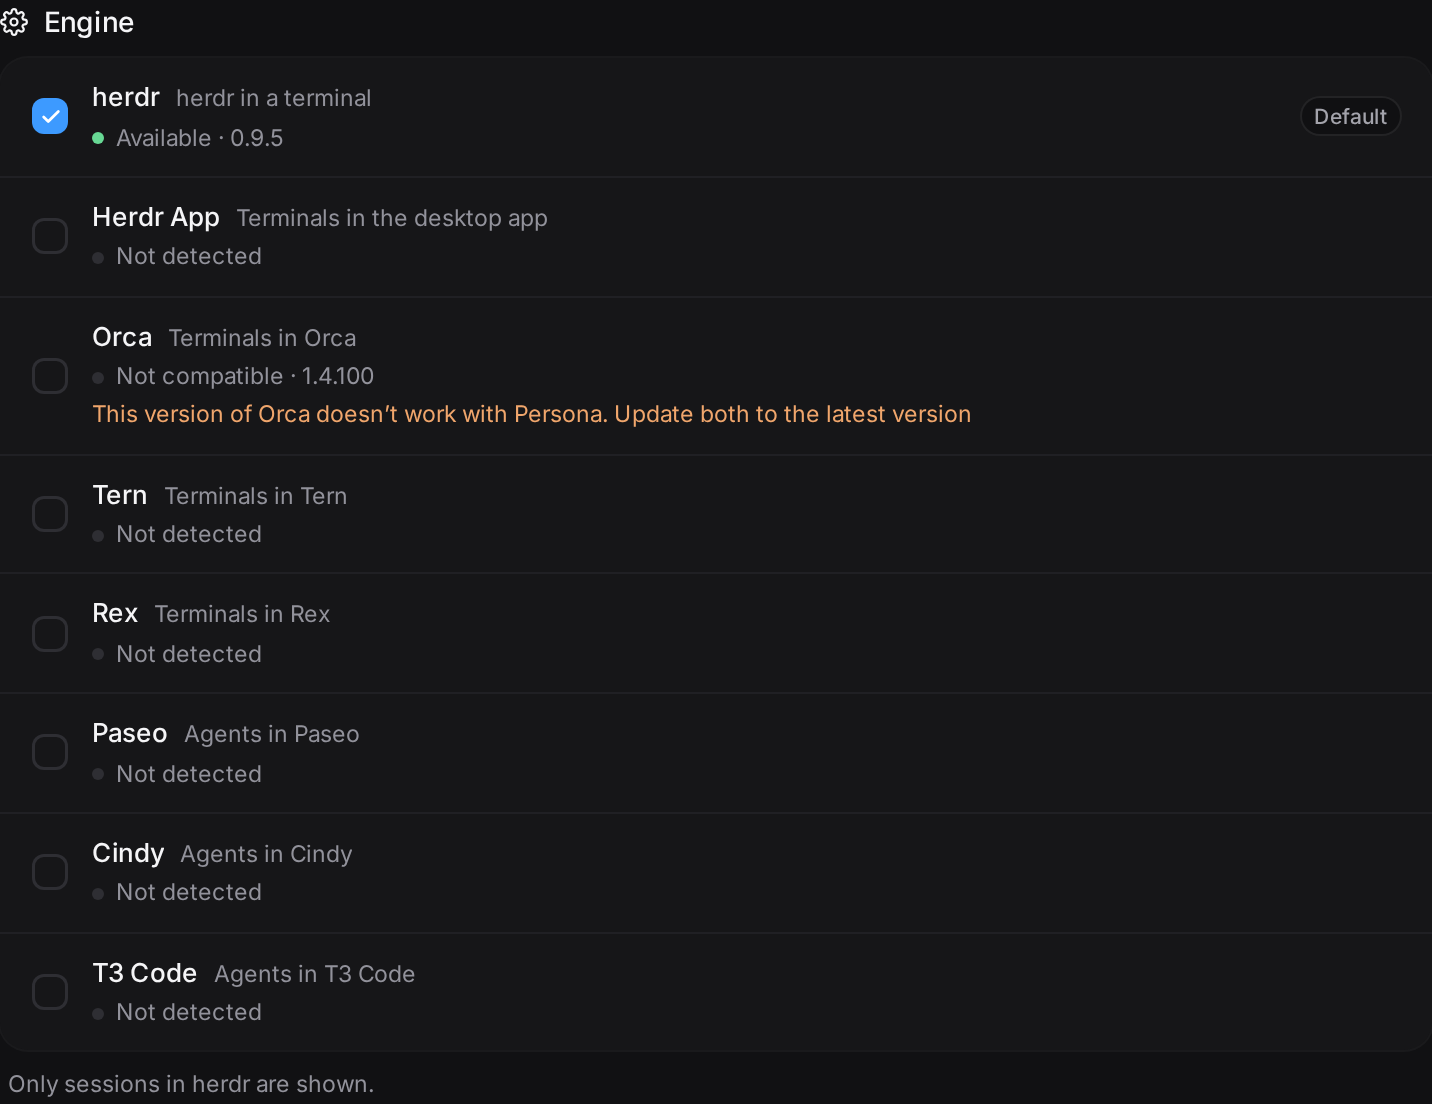 Engine
herdr herdr in a terminal
Available · 0.9.5
Default
Herdr App Terminals in the desktop app
Not detected
Orca Terminals in Orca
Not compatible · 1.4.100
This version of Orca doesn’t work with Persona. Update both to the latest version
Tern Terminals in Tern
Not detected
Rex Terminals in Rex
Not detected
Paseo Agents in Paseo
Not detected
Cindy Agents in Cindy
Not detected
T3 Code Agents in T3 Code
Not detected
Only sessions in herdr are shown.